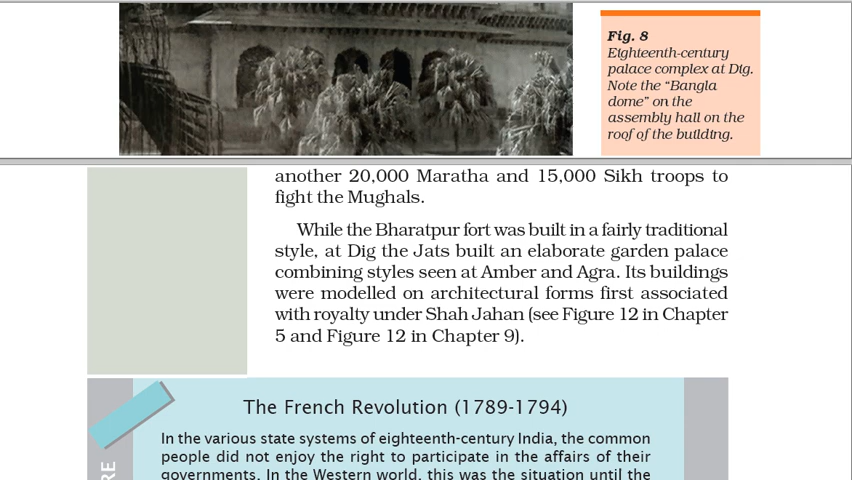 Fig. 8
Eighteenth-century
palace complex at Dig.
Note the “Bangla
dome” on the
assembly hall on the
roof of the building.
another 20,000 Maratha and 15,000 Sikh troops to
fight the Mughals.
While the Bharatpur fort was built in a fairly traditional
style, at Dig the Jats built an elaborate garden palace
combining styles seen at Amber and Agra. Its buildings
were modelled on architectural forms first associated
with royalty under Shah Jahan (see Figure 12 in Chapter
5 and Figure 12 in Chapter 9).
The French Revolution (1789-1794)
In the various state systems of eighteenth-century India, the common
people did not enjoy the right to participate in the affairs of their
governments. In the Western world, this was the situation until the
RE